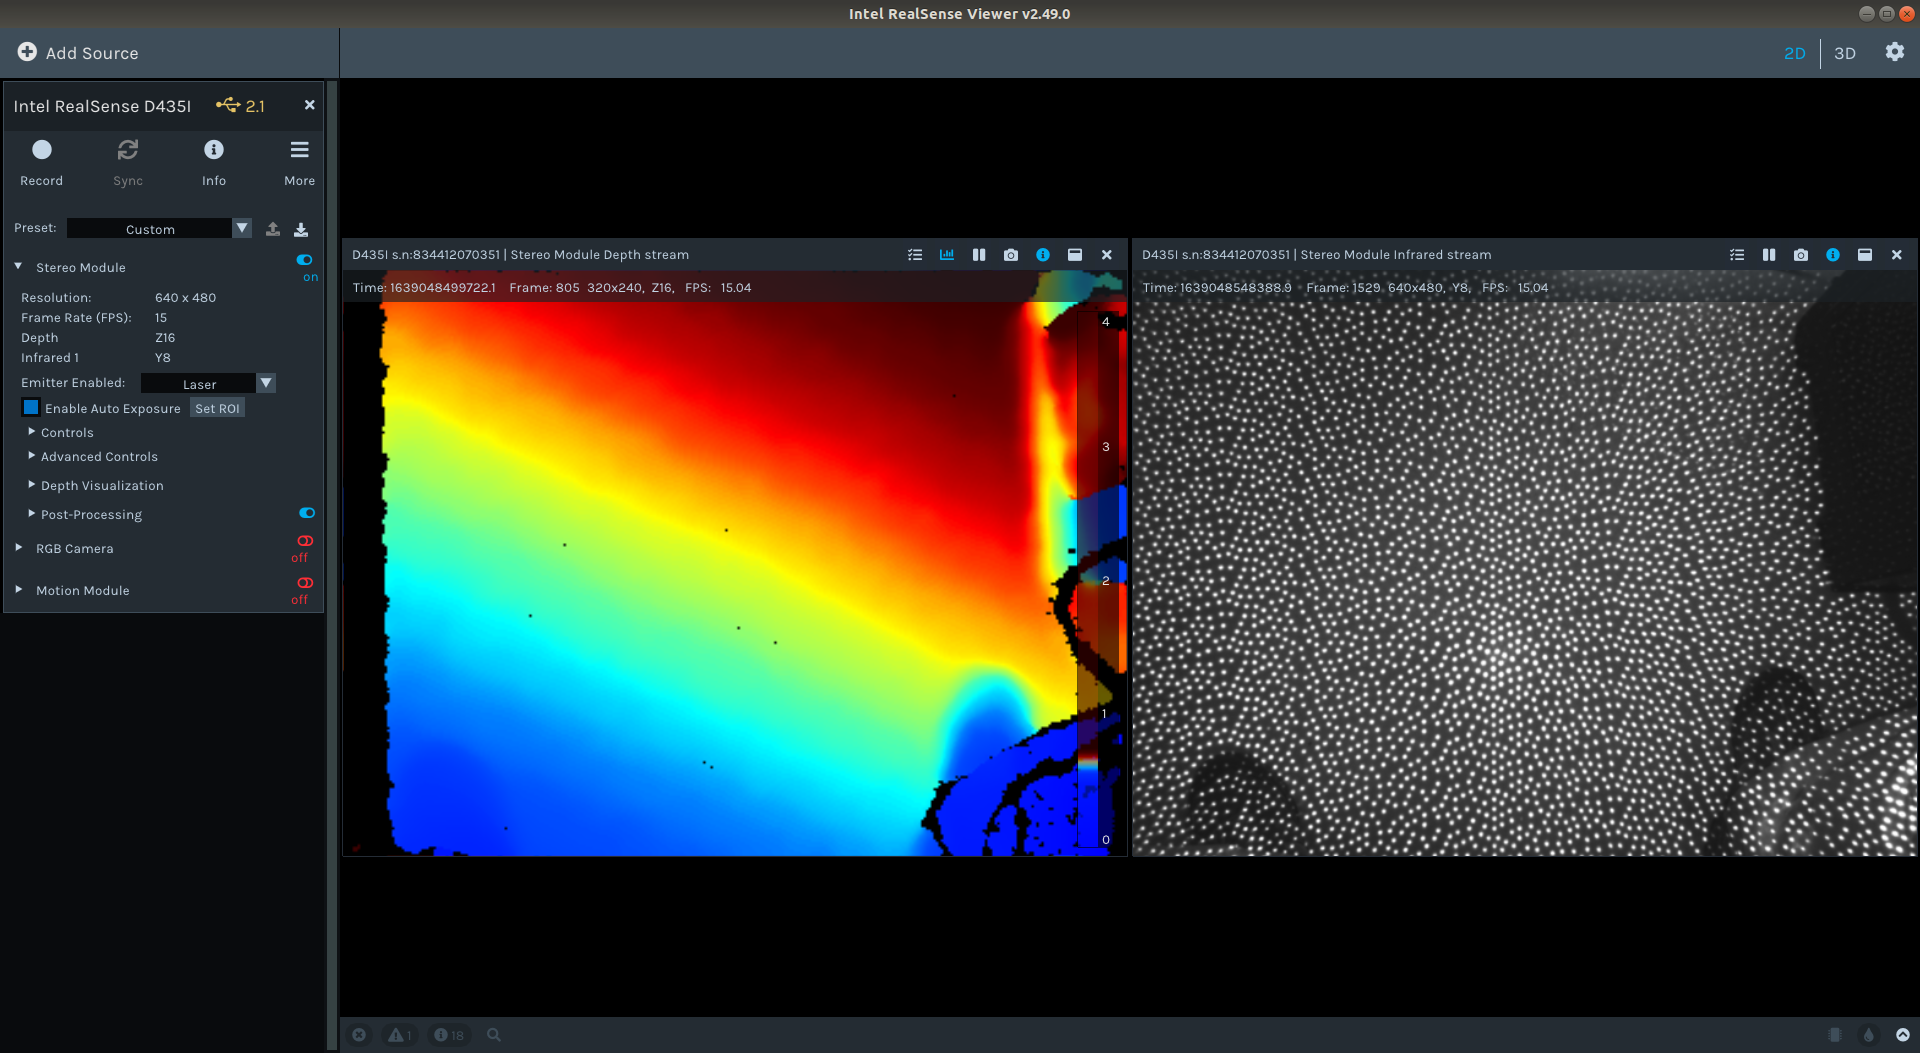 Intel RealSense Viewer v2.49.0
Add Source
2D
3D
Intel RealSense D435I
2.1
Record
Sync
Info
More
Preset:
Custom
Stereo Module
on
Resolution:
640 x 480
Frame Rate (FPS):
15
Depth
Z16
Infrared 1
Y8
Emitter Enabled:
Laser
Enable Auto Exposure
Set ROI
Controls
Advanced Controls
Depth Visualization
Post-Processing
RGB Camera
off
Motion Module
off
D435I s.n:834412070351 | Stereo Module Depth stream
Time: 1639048499722.1 Frame: 805 320x240, Z16, FPS: 15.04
4
3
2
1
0
D435I s.n:834412070351 | Stereo Module Infrared stream
Time: 1639048548388.9 Frame: 1529 640x480, Y8, FPS: 15.04
1
18